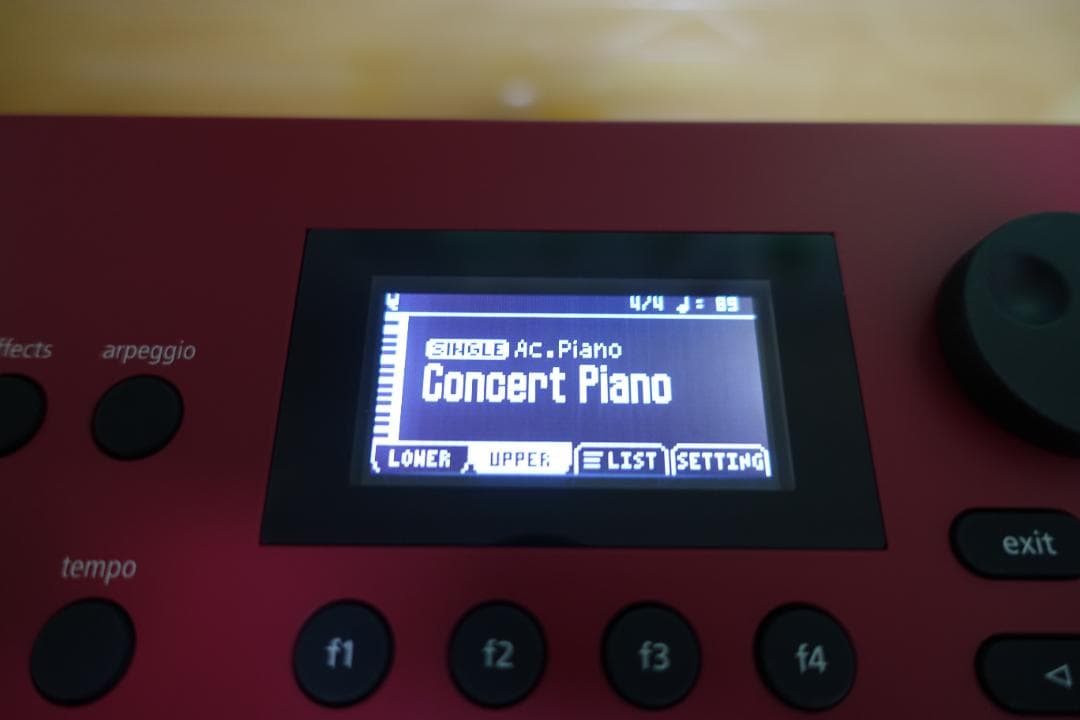 4/4 ♩= 89
SINGLE Ac.Piano
Concert Piano
LOWER UPPER LIST SETTING
ffects arpeggio
tempo
exit
f1 f2 f3 f4